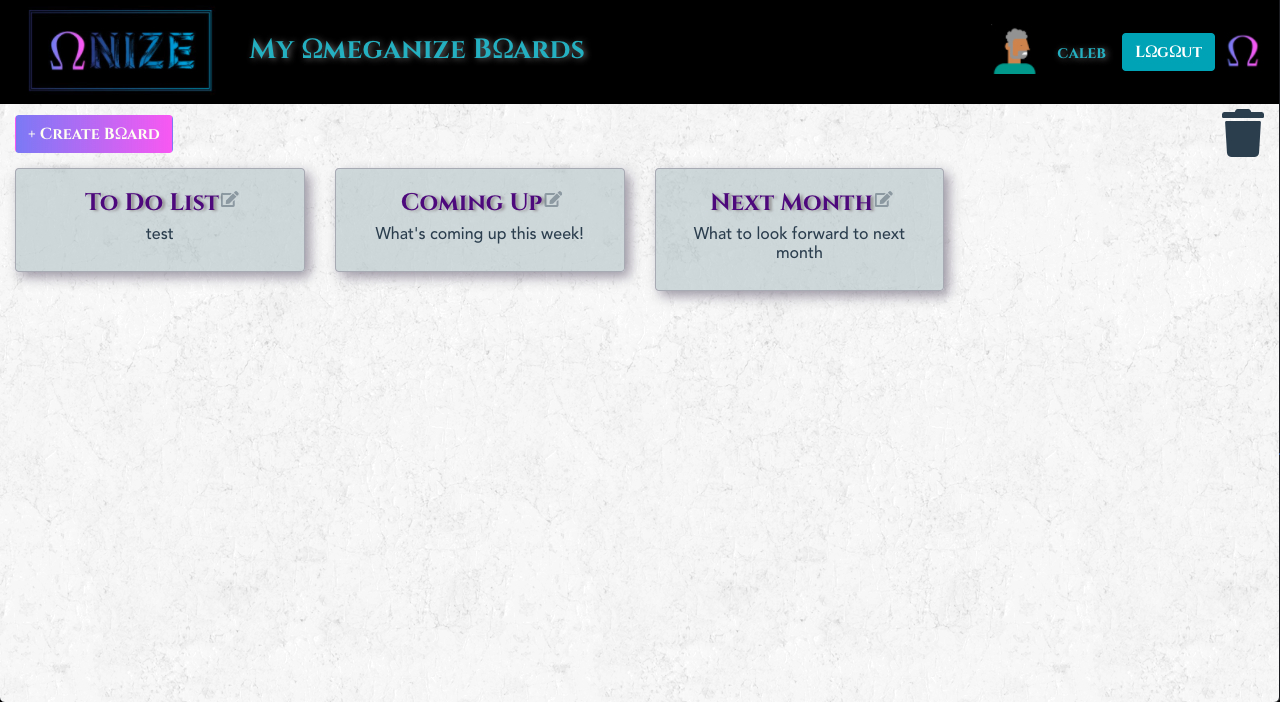 ΩNIZE
My Ωmeganize BΩards
caleb
LΩgΩut
Ω
+ Create BΩard
To Do List
test
Coming Up
What's coming up this week!
Next Month
What to look forward to next
month